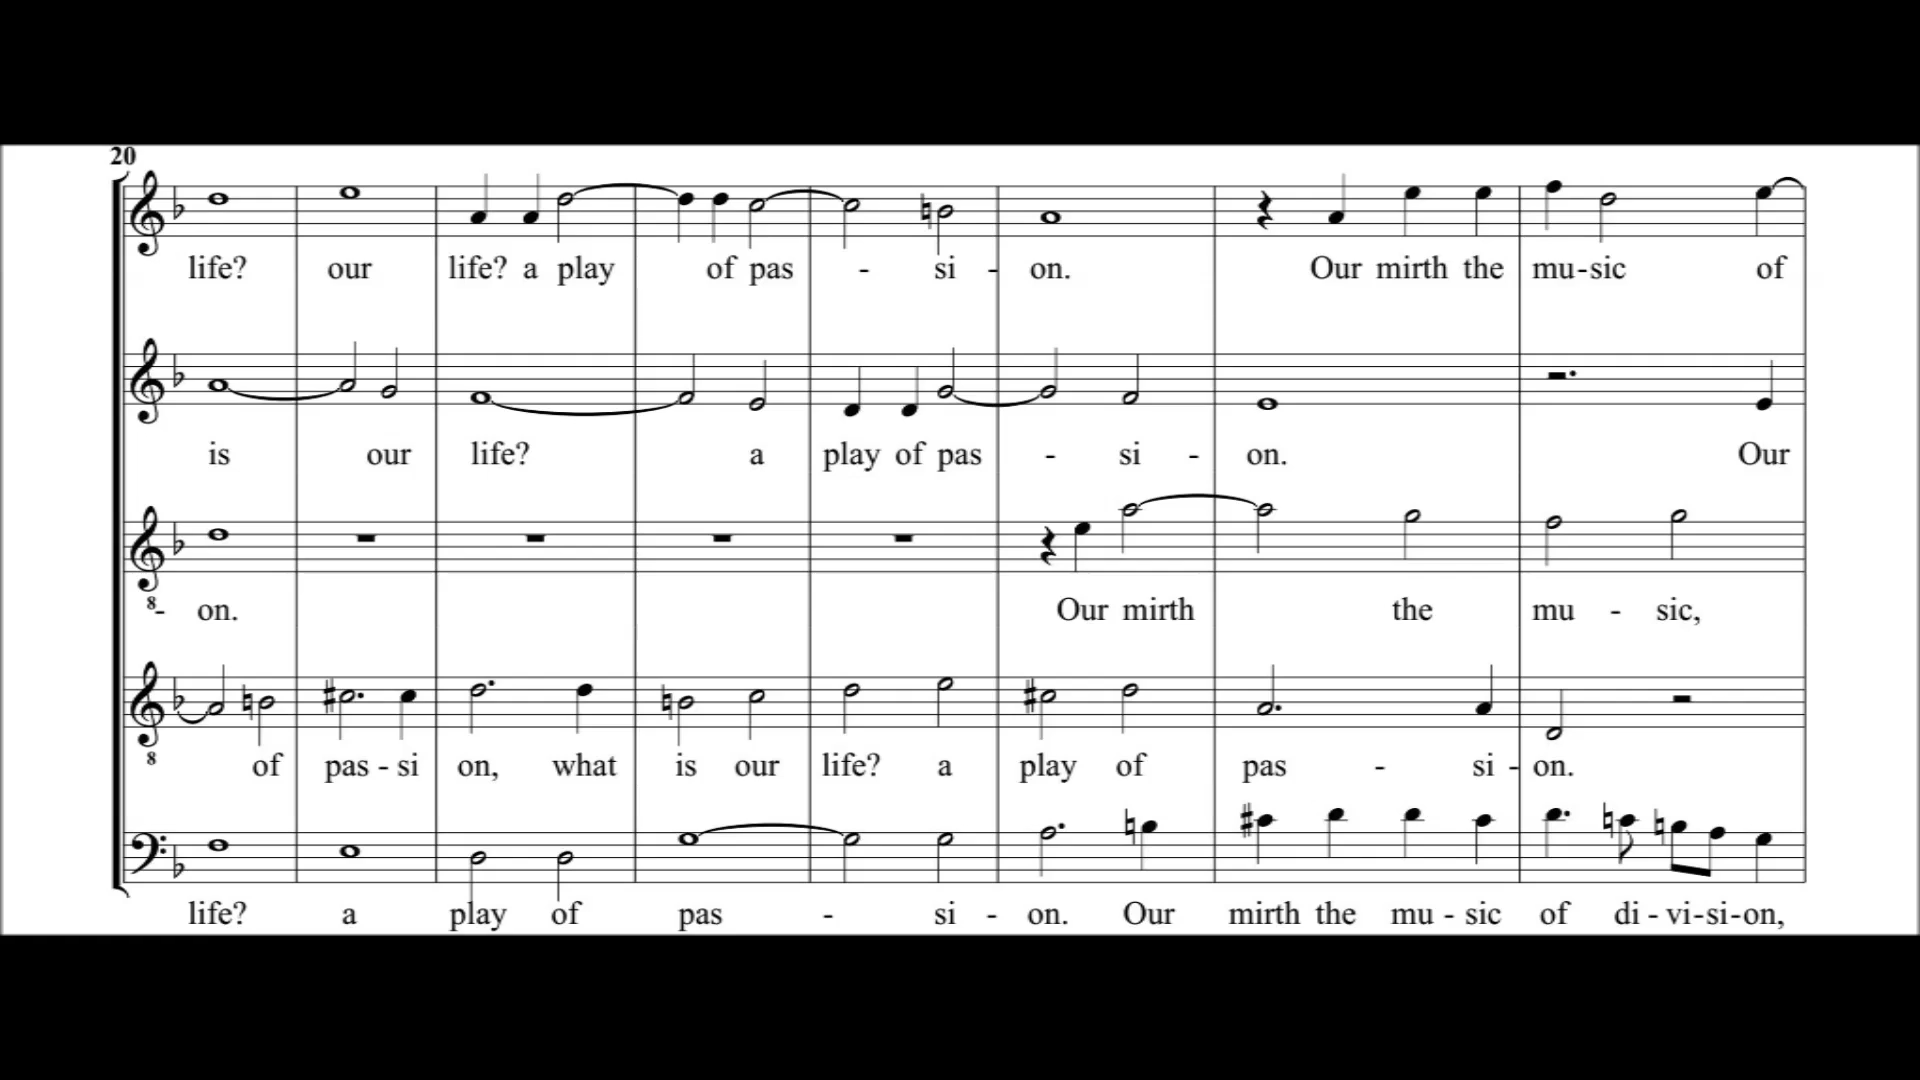 20
life? our life? a play of pas - si - on. Our mirth the mu-sic of
is our life? a play of pas - si - on. Our
8
- on. Our mirth the mu - sic,
8
of pas - si on, what is our life? a play of pas - si - on.
life? a play of pas - si - on. Our mirth the mu - sic of di - vi-si-on,